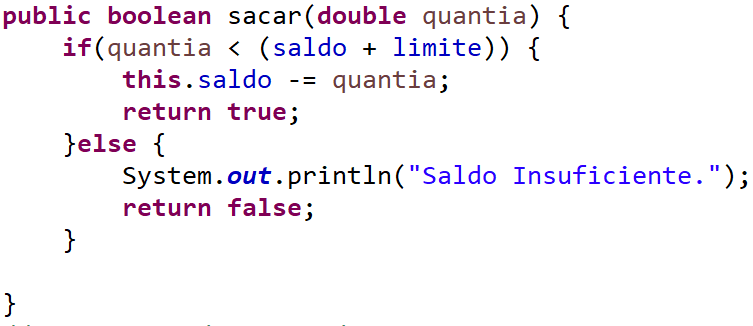 public boolean sacar(double quantia) {
    if(quantia < (saldo + limite)) {
        this.saldo -= quantia;
        return true;
    }else {
        System.out.println("Saldo Insuficiente.");
        return false;
    }

}